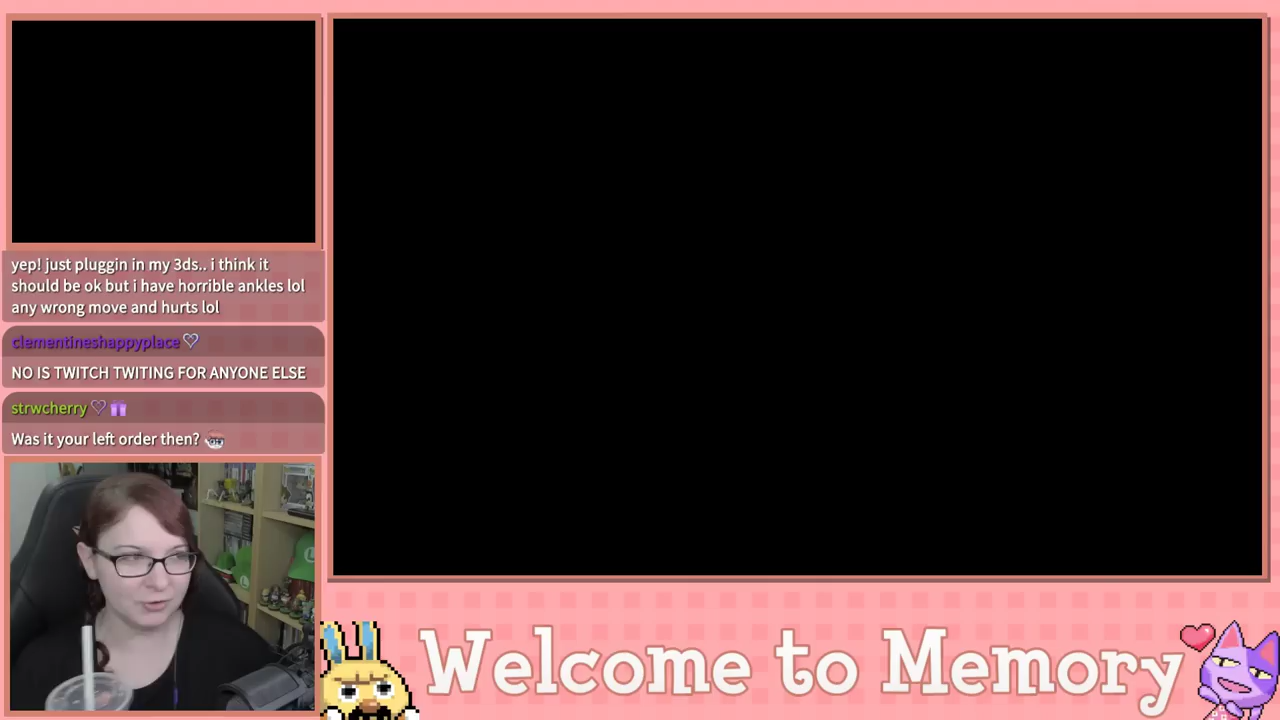 yep! just pluggin in my 3ds.. i think it
should be ok but i have horrible ankles lol
any wrong move and hurts lol
clementineshappyplace
NO IS TWITCH TWITING FOR ANYONE ELSE
strwcherry
Was it your left order then?
L
L
Welcome to Memory